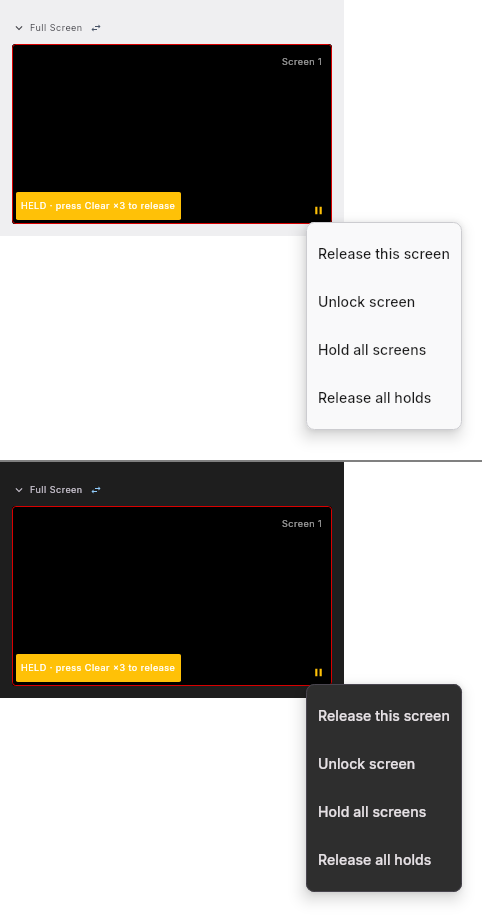 Full Screen
Screen 1
HELD · press Clear ×3 to release
Release this screen
Unlock screen
Hold all screens
Release all holds
Full Screen
Screen 1
HELD · press Clear ×3 to release
Release this screen
Unlock screen
Hold all screens
Release all holds